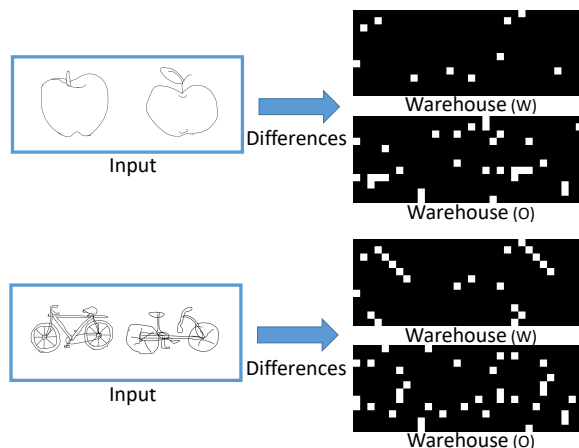 Warehouse (W)
Differences
Input
Warehouse (O)
Warehouse (W)
Differences
Input
Warehouse (O)